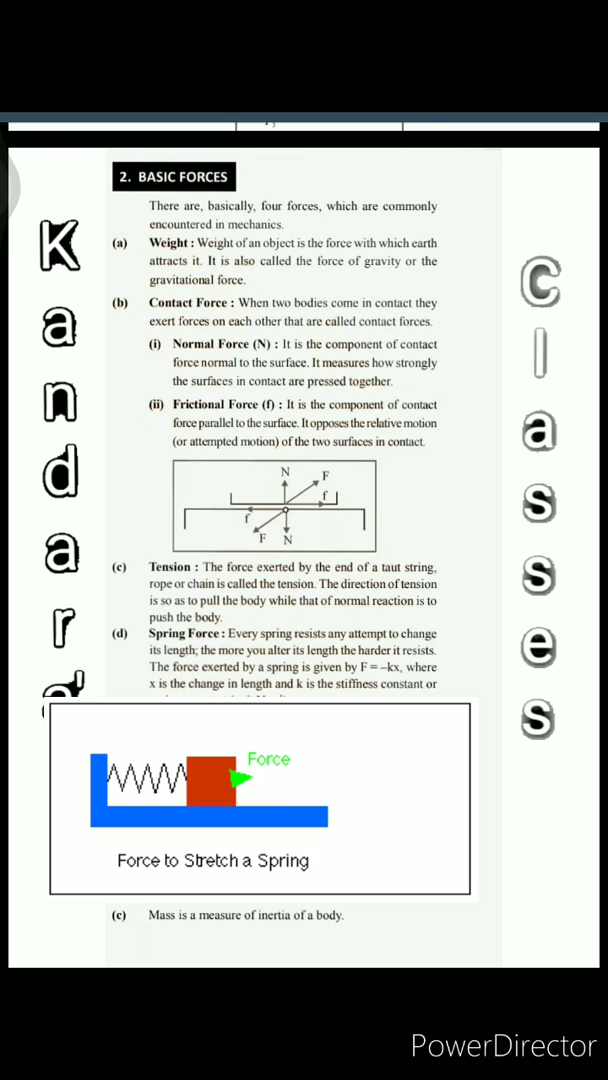 2. BASIC FORCES
There are, basically, four forces, which are commonly
encountered in mechanics.
(a) Weight : Weight of an object is the force with which earth
attracts it. It is also called the force of gravity or the
gravitational force.
(b) Contact Force : When two bodies come in contact they
exert forces on each other that are called contact forces.
(i) Normal Force (N) : It is the component of contact
force normal to the surface. It measures how strongly
the surfaces in contact are pressed together.
(ii) Frictional Force (f) : It is the component of contact
force parallel to the surface. It opposes the relative motion
(or attempted motion) of the two surfaces in contact.
N
F
f
f
F N
(c) Tension : The force exerted by the end of a taut string,
rope or chain is called the tension. The direction of tension
is so as to pull the body while that of normal reaction is to
push the body.
(d) Spring Force : Every spring resists any attempt to change
its length; the more you alter its length the harder it resists.
The force exerted by a spring is given by F = –kx, where
x is the change in length and k is the stiffness constant or
Force
Force to Stretch a Spring
(c) Mass is a measure of inertia of a body.
K
a
n
d
a
r
C
l
a
s
s
e
s
PowerDirector